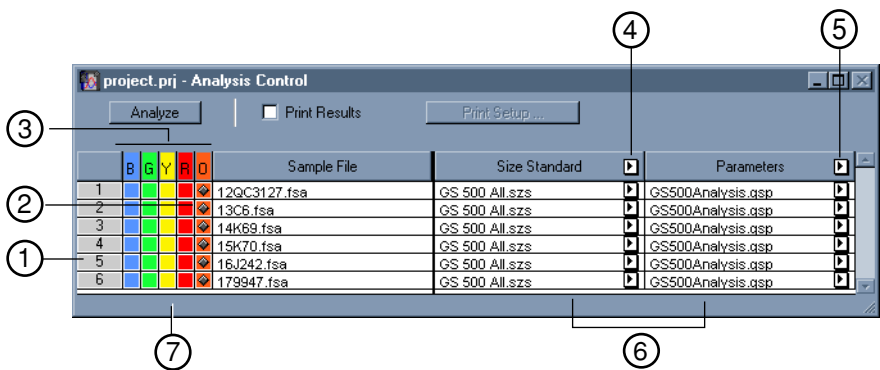 4 5
project.prj - Analysis Control
Analyze Print Results Print Setup ...
3
B G Y R O Sample File Size Standard Parameters
1 12QC3127.fsa GS 500 All.szs GS500Analysis.gsp
2
2 13C6.fsa GS 500 All.szs GS500Analysis.gsp
3 14K69.fsa GS 500 All.szs GS500Analysis.gsp
4 15K70.fsa GS 500 All.szs GS500Analysis.gsp
1
5 16J242.fsa GS 500 All.szs GS500Analysis.gsp
6 179947.fsa GS 500 All.szs GS500Analysis.gsp
7 6